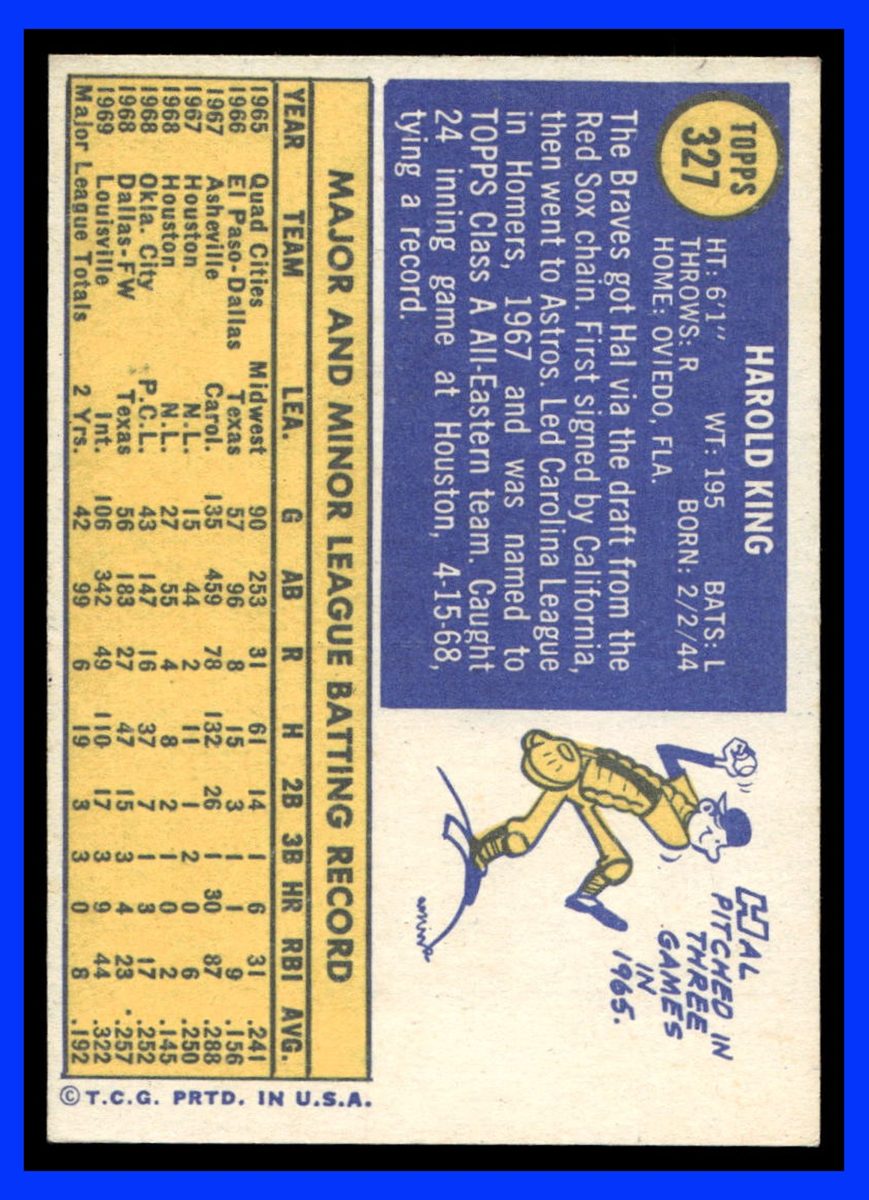 TOPPS
327
HAROLD KING
HT: 6'1" WT: 195 BATS: L
THROWS: R BORN: 2/2/44
HOME: OVIEDO, FLA.
The Braves got Hal via the draft from the
Red Sox chain. First signed by California,
then went to Astros. Led Carolina League
in Homers, 1967 and was named to
TOPPS Class A All-Eastern team. Caught
24 inning game at Houston, 4-15-68,
tying a record.
HAL
PITCHED IN
THREE
GAMES
IN
1965.
MAJOR AND MINOR LEAGUE BATTING RECORD
YEAR TEAM LEA. G AB R H 2B 3B HR RBI AVG.
1965 Quad Cities Midwest 90 253 31 61 14 1 6 31 .241
1966 El Paso-Dallas Texas 57 96 8 15 3 1 1 9 .156
1967 Asheville Carol. 135 459 78 132 26 1 30 87 .288
1967 Houston N.L. 15 44 2 11 1 2 0 6 .250
1968 Houston N.L. 27 55 4 8 2 1 0 2 .145
1968 Okla. City P.C.L. 43 147 16 37 7 1 3 17 .252
1968 Dallas-FW Texas 56 183 27 47 15 3 4 23 .257
1969 Louisville Int. 106 342 49 110 17 3 9 44 .322
Major League Totals 2 Yrs. 42 99 6 19 3 3 0 8 .192
© T.C.G. PRTD. IN U.S.A.